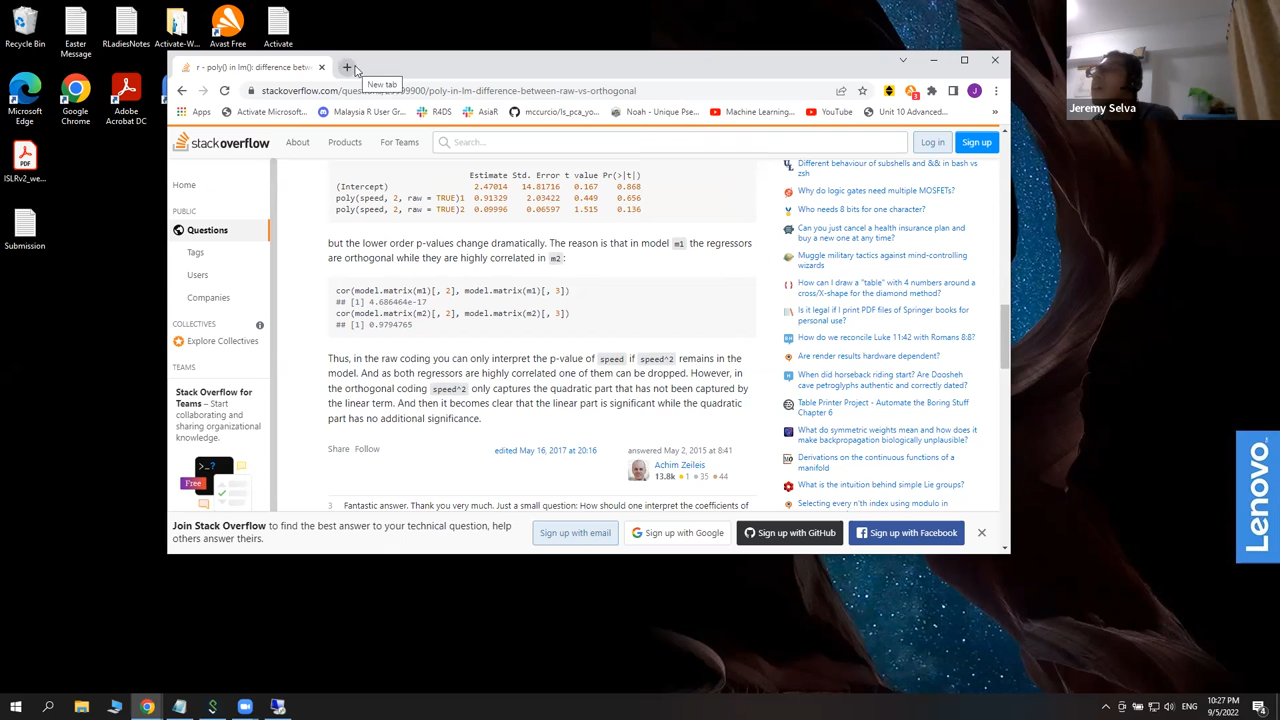 Recycle Bin
Easter Message
RLadiesNotes
Activate-W...
Avast Free
Activate
Microsoft Edge
Google Chrome
Adobe Acrobat DC
ISLRv2_we...
Submission
r - poly() in lm(): difference betw
New tab
poly-in-lm-difference-between-raw-vs-orthogonal
3
J
Apps
Activate Microsoft...
Malaysia R User Gr...
R4DS
AsiaR
mccurcio/ls_pca_yo...
Noah - Unique Pse...
Machine Learning...
YouTube
Unit 10 Advanced...
»
stackoverflow
About
Products
For Teams
Search...
Log in
Sign up
Home
PUBLIC
Questions
Tags
Users
Companies
COLLECTIVES
Explore Collectives
TEAMS
Stack Overflow for
Teams – Start
collaborating and
sharing organizational
knowledge.
Free
Estimate Std. Error t value Pr(>|t|)
(Intercept) 2.47014 14.81716 0.167 0.868
poly(speed, 2, raw = TRUE)1 0.91329 2.03422 0.449 0.656
poly(speed, 2, raw = TRUE)2 0.09996 0.06597 1.515 0.136
but the lower order p-values change dramatically. The reason is that in model m1 the regressors
are orthogonal while they are highly correlated in m2:
cor(model.matrix(m1)[, 2], model.matrix(m1)[, 3])
## [1] 4.686464e-17
cor(model.matrix(m2)[, 2], model.matrix(m2)[, 3])
## [1] 0.9794765
Thus, in the raw coding you can only interpret the p-value of speed if speed^2 remains in the
model. And as both regressors are highly correlated one of them can be dropped. However, in
the orthogonal coding speed^2 only captures the quadratic part that has not been captured by
the linear term. And then it becomes clear that the linear part is significant while the quadratic
part has no additional significance.
Share Follow
edited May 16, 2017 at 20:16
answered May 2, 2015 at 8:41
Achim Zeileis
13.8k 1 35 44
3 Fantastic answer. Thank you very much. Just a small question: How should one interpret the coefficients of
Different behaviour of subshells and && in bash vs
zsh
Why do logic gates need multiple MOSFETs?
Who needs 8 bits for one character?
Can you just cancel a health insurance plan and
buy a new one at any time?
Muggle military tactics against mind-controlling
wizards
How can I draw a "table" with 4 numbers around a
cross/X-shape for the diamond method?
Is it legal if I print PDF files of Springer books for
personal use?
How do we reconcile Luke 11:42 with Romans 8:8?
Are render results hardware dependent?
When did horseback riding start? Are Doosheh
cave petroglyphs authentic and correctly dated?
Table Printer Project - Automate the Boring Stuff
Chapter 6
What do symmetric weights mean and how does it
make backpropagation biologically unplausible?
Derivations on the continuous functions of a
manifold
What is the intuition behind simple Lie groups?
Selecting every n'th index using modulo in
Join Stack Overflow to find the best answer to your technical question, help
others answer theirs.
Sign up with email
Sign up with Google
Sign up with GitHub
Sign up with Facebook
Jeremy Selva
Lenovo
ENG
10:27 PM
9/5/2022
4